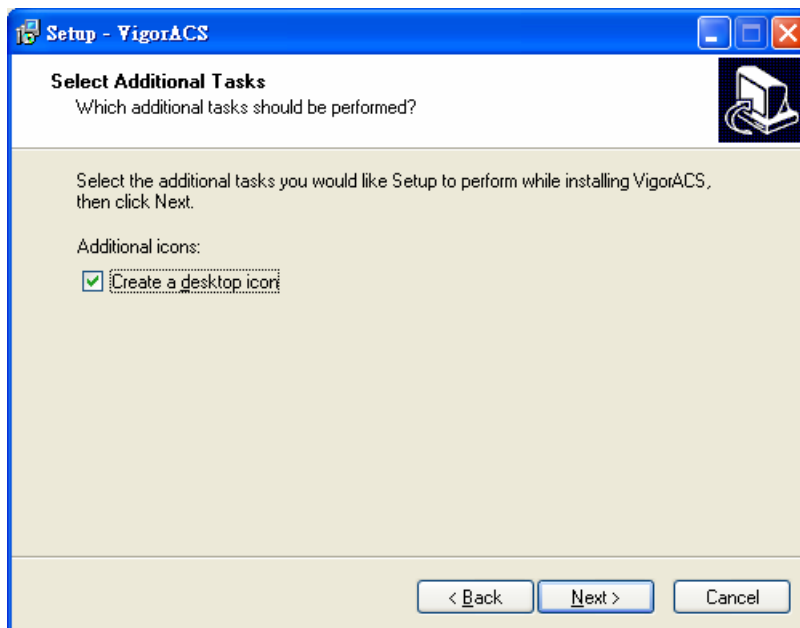 Setup - VigorACS
Select Additional Tasks
Which additional tasks should be performed?
Select the additional tasks you would like Setup to perform while installing VigorACS,
then click Next.
Additional icons:
Create a desktop icon
< Back
Next >
Cancel